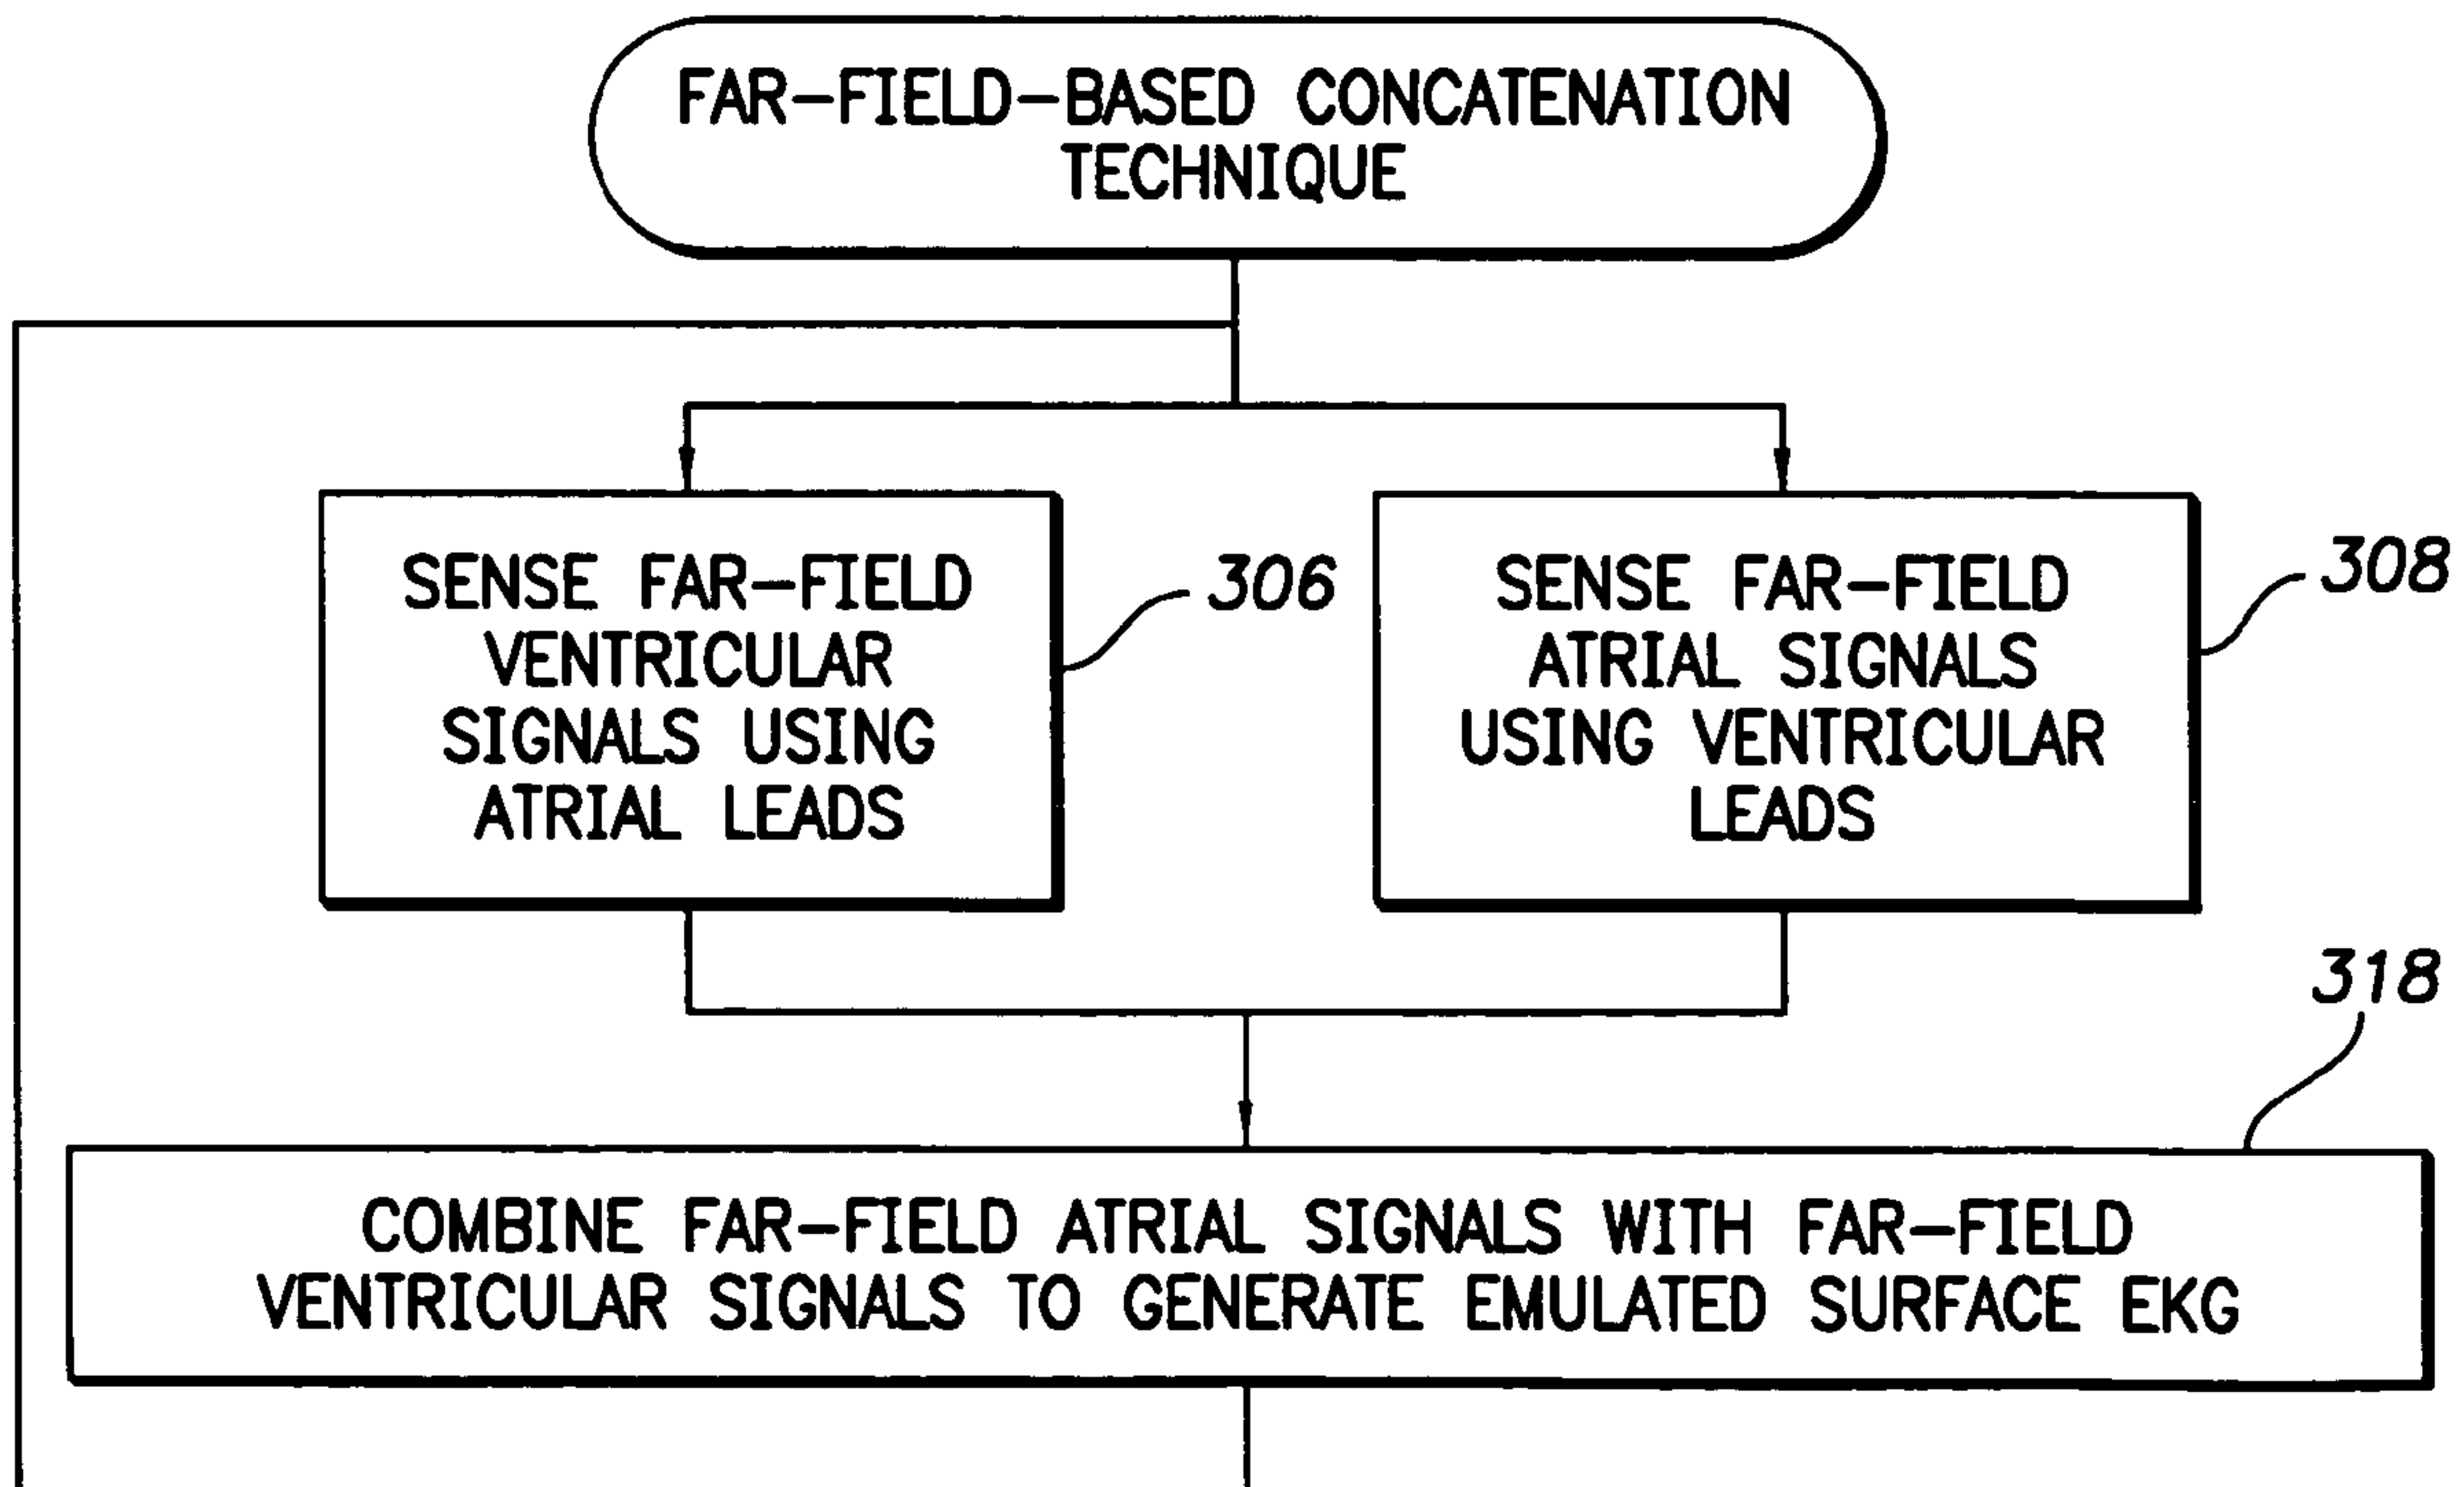 FAR-FIELD-BASED CONCATENATION
TECHNIQUE
SENSE FAR-FIELD
VENTRICULAR
SIGNALS USING
ATRIAL LEADS
306
SENSE FAR-FIELD
ATRIAL SIGNALS
USING VENTRICULAR
LEADS
308
318
COMBINE FAR-FIELD ATRIAL SIGNALS WITH FAR-FIELD
VENTRICULAR SIGNALS TO GENERATE EMULATED SURFACE EKG